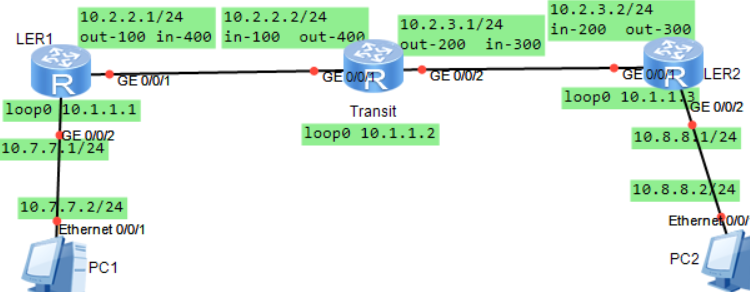 10.2.2.1/24
out-100 in-400
10.2.2.2/24
in-100 out-400
10.2.3.1/24
out-200 in-300
10.2.3.2/24
in-200 out-300
LER1
R
GE 0/0/1
GE 0/0/1
R
GE 0/0/2
GE 0/0/1
R
LER2
loop0 10.1.1.1
Transit
loop0 10.1.1.2
loop0 10.1.1.3
GE 0/0/2
GE 0/0/2
10.7.7.1/24
10.8.8.1/24
10.7.7.2/24
10.8.8.2/24
Ethernet 0/0/1
Ethernet 0/0/
PC1
PC2